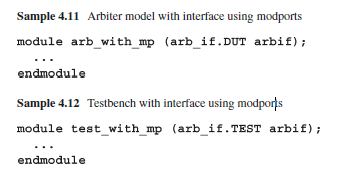 Sample 4.11 Arbiter model with interface using modports
module arb_with_mp (arb_if.DUT arbif);
...
endmodule
Sample 4.12 Testbench with interface using modports
module test_with_mp (arb_if.TEST arbif);
...
endmodule